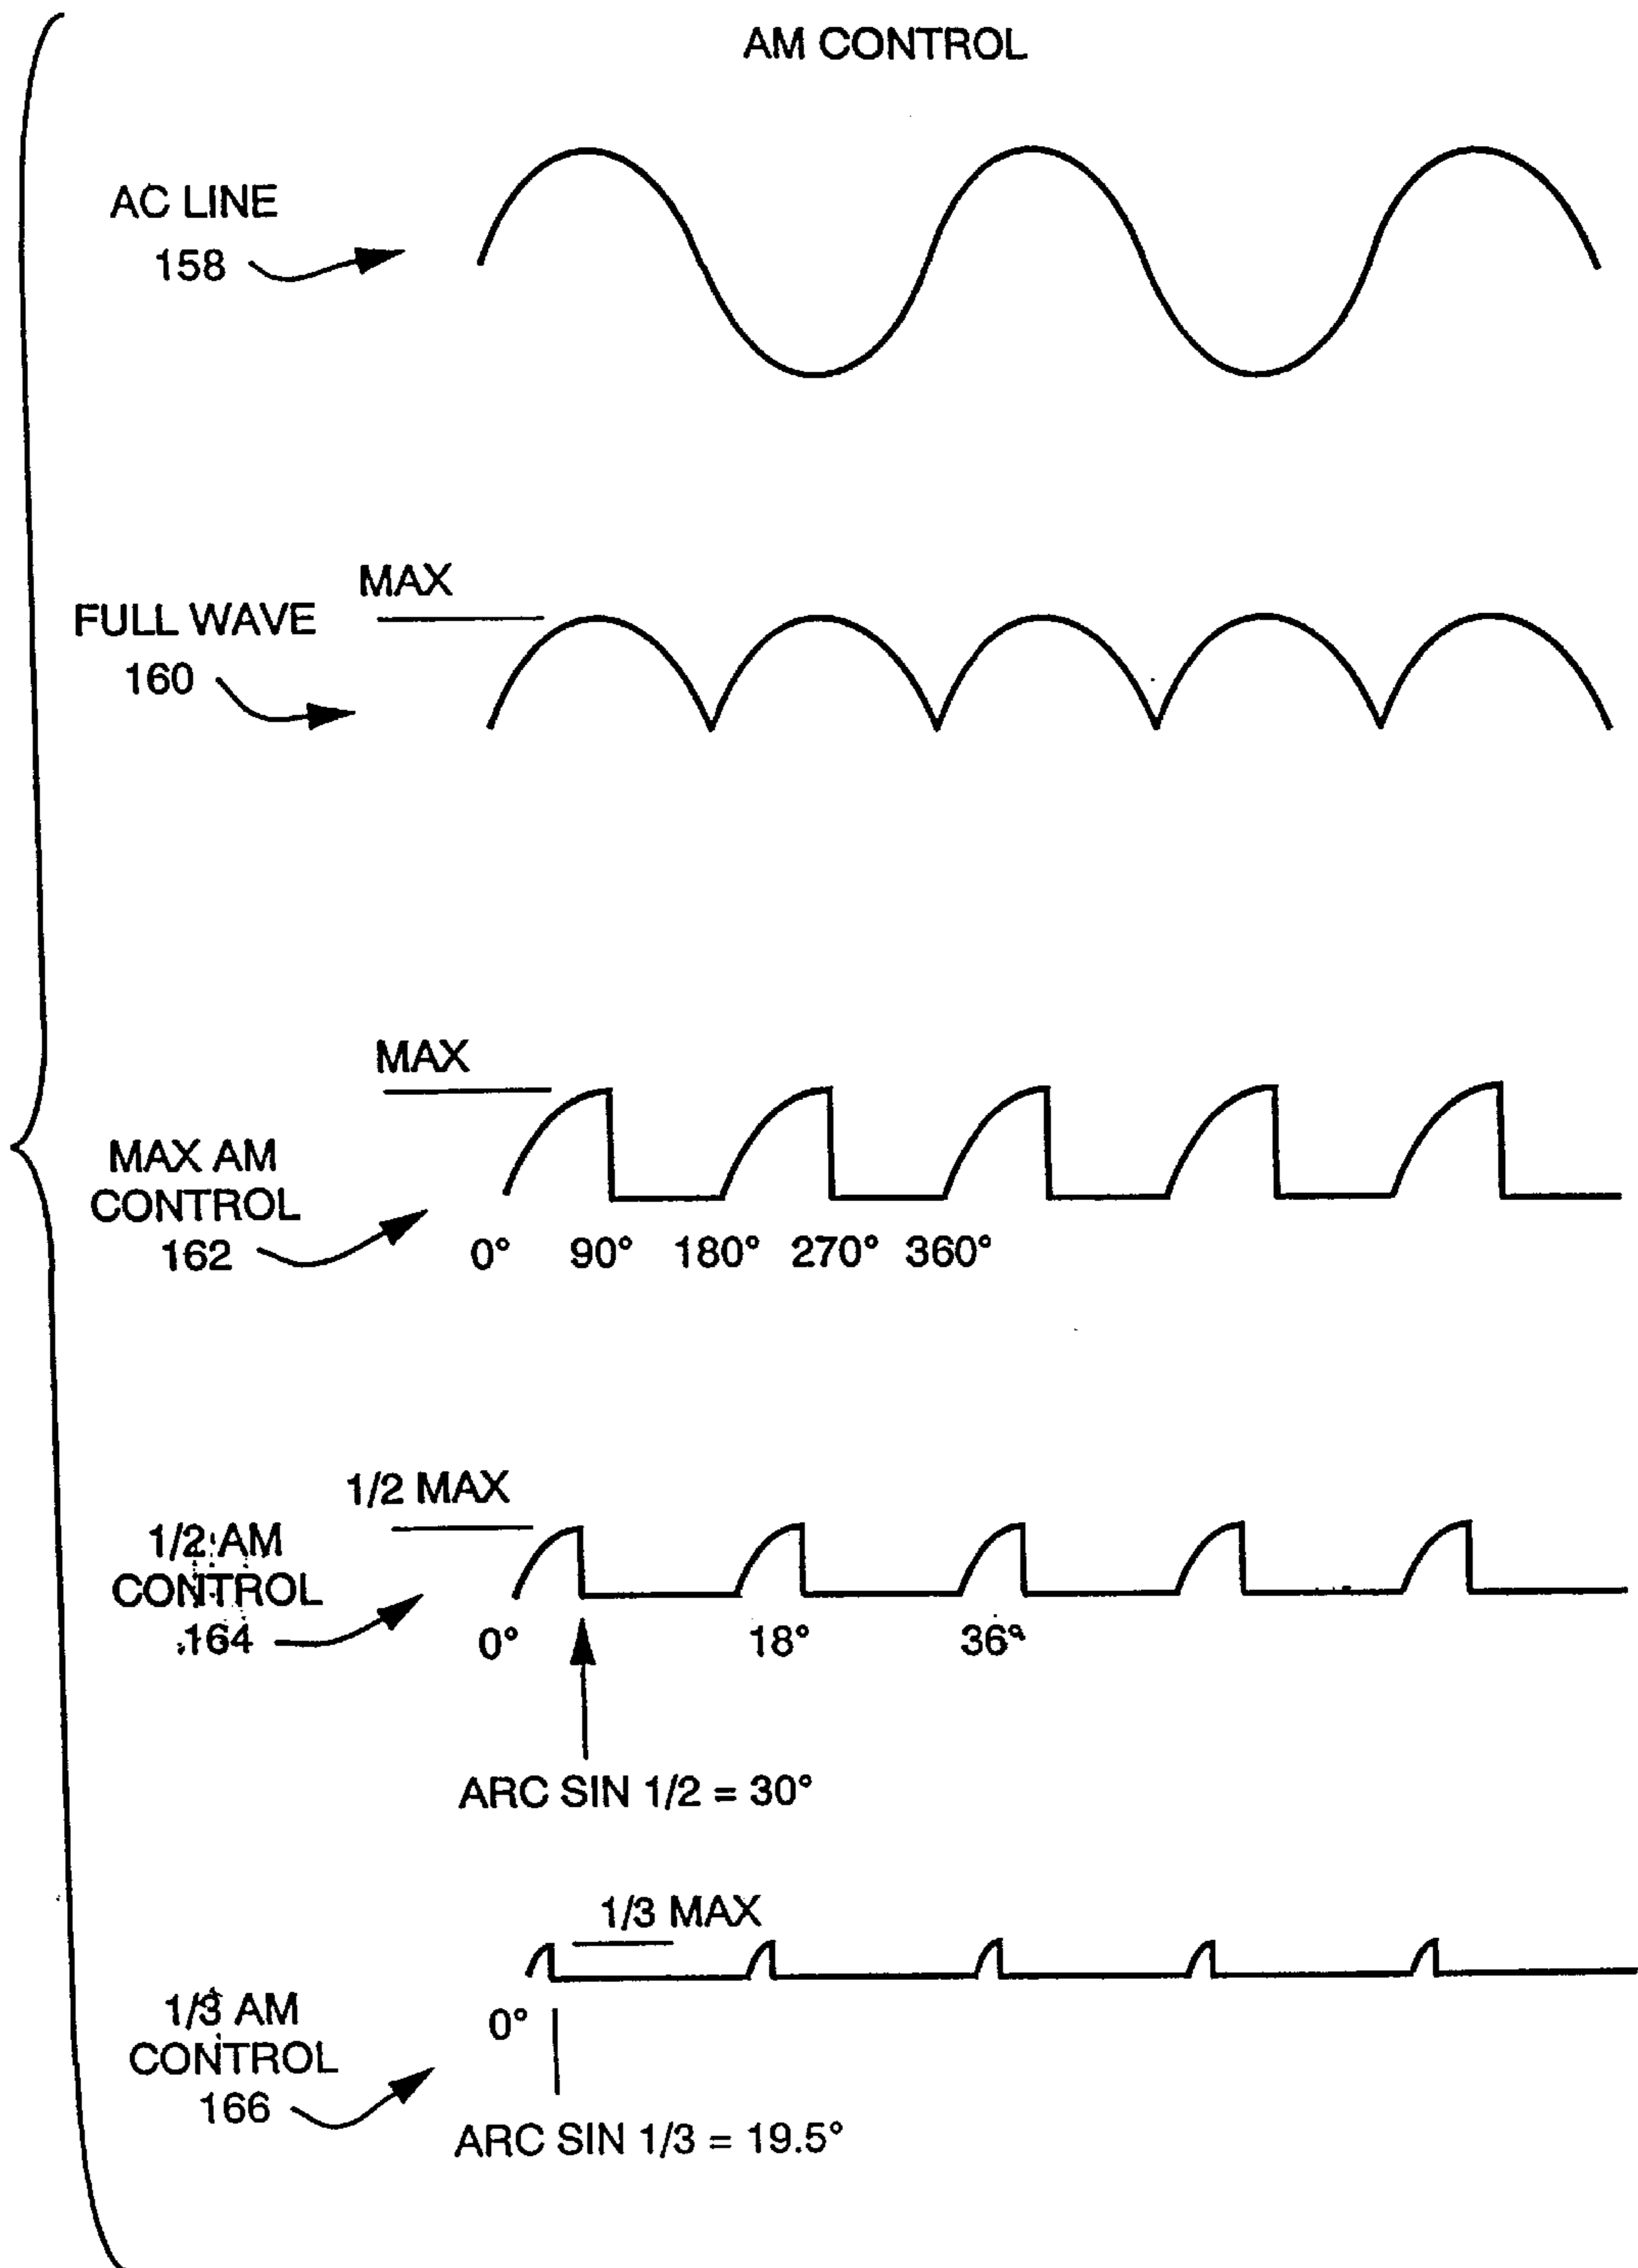 AM CONTROL
AC LINE
158
MAX
FULL WAVE
160
MAX
MAX AM
CONTROL
162
0° 90° 180° 270° 360°
1/2 MAX
1/2 AM
CONTROL
164
0° 18° 36°
ARC SIN 1/2 = 30°
1/3 MAX
1/3 AM
CONTROL
166
0°
ARC SIN 1/3 = 19.5°